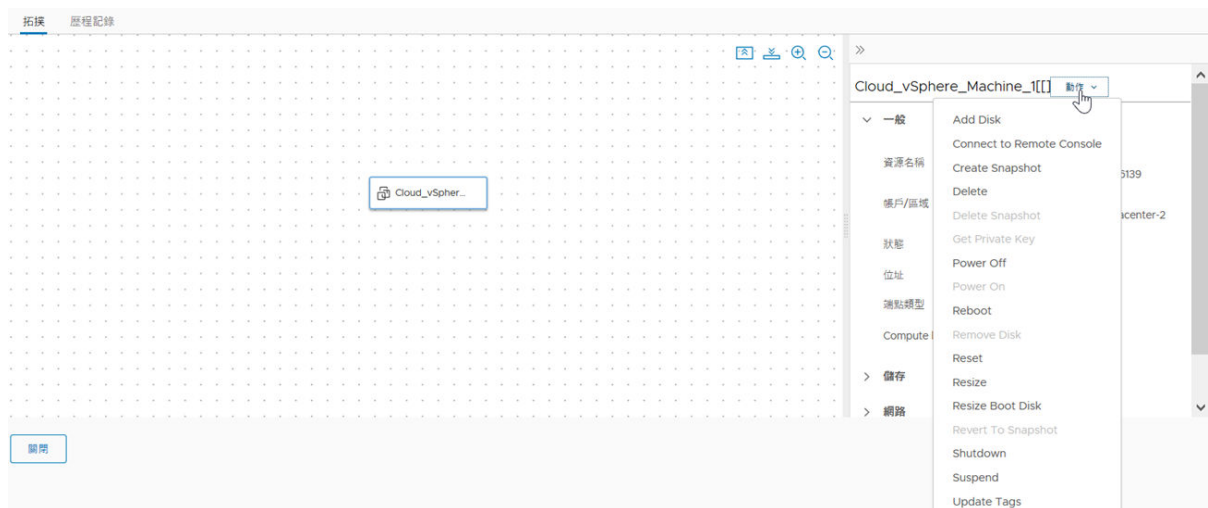 拓撲 歷程記錄
Cloud_vSphere_Machine_1[[] 動作
Cloud_vSpher...
一般
資源名稱
6139
帳戶/區域
acenter-2
狀態
位址
端點類型
Compute
儲存
網路
Add Disk
Connect to Remote Console
Create Snapshot
Delete
Delete Snapshot
Get Private Key
Power Off
Power On
Reboot
Remove Disk
Reset
Resize
Resize Boot Disk
Revert To Snapshot
Shutdown
Suspend
Update Tags
關閉